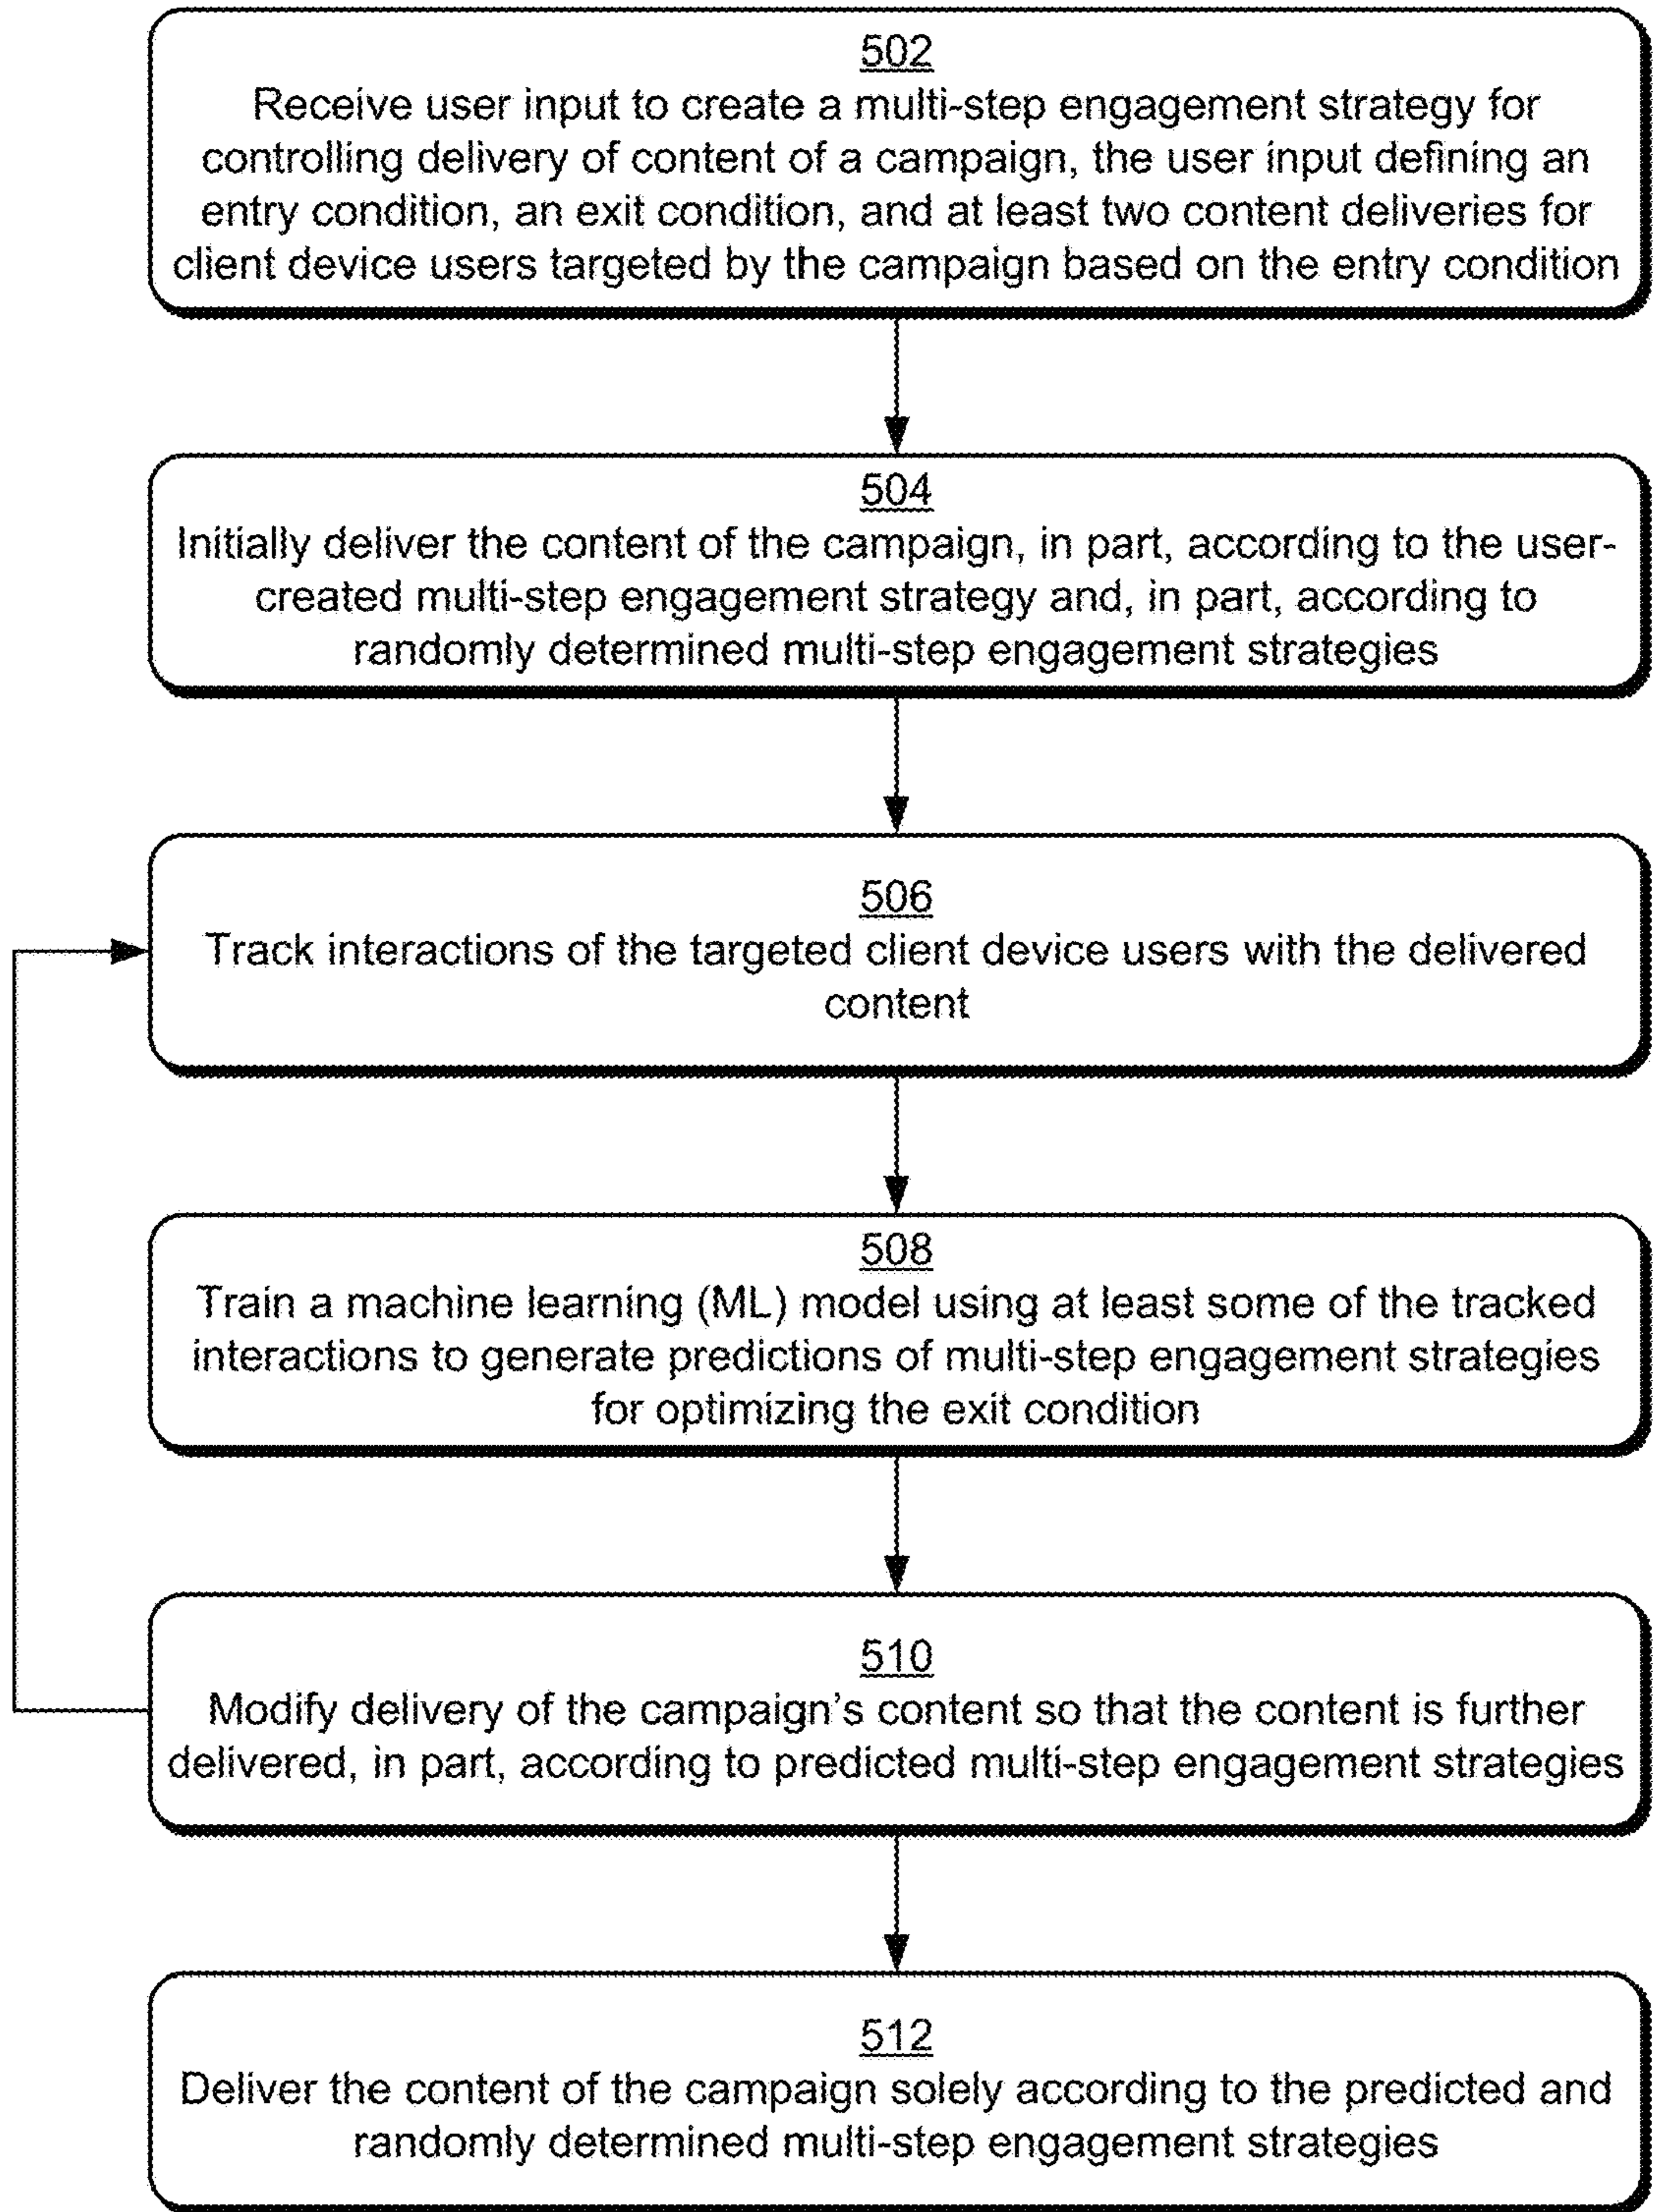 502
Receive user input to create a multi-step engagement strategy for
controlling delivery of content of a campaign, the user input defining an
entry condition, an exit condition, and at least two content deliveries for
client device users targeted by the campaign based on the entry condition
504
Initially deliver the content of the campaign, in part, according to the user-
created multi-step engagement strategy and, in part, according to
randomly determined multi-step engagement strategies
506
Track interactions of the targeted client device users with the delivered
content
508
Train a machine learning (ML) model using at least some of the tracked
interactions to generate predictions of multi-step engagement strategies
for optimizing the exit condition
510
Modify delivery of the campaign's content so that the content is further
delivered, in part, according to predicted multi-step engagement strategies
512
Deliver the content of the campaign solely according to the predicted and
randomly determined multi-step engagement strategies